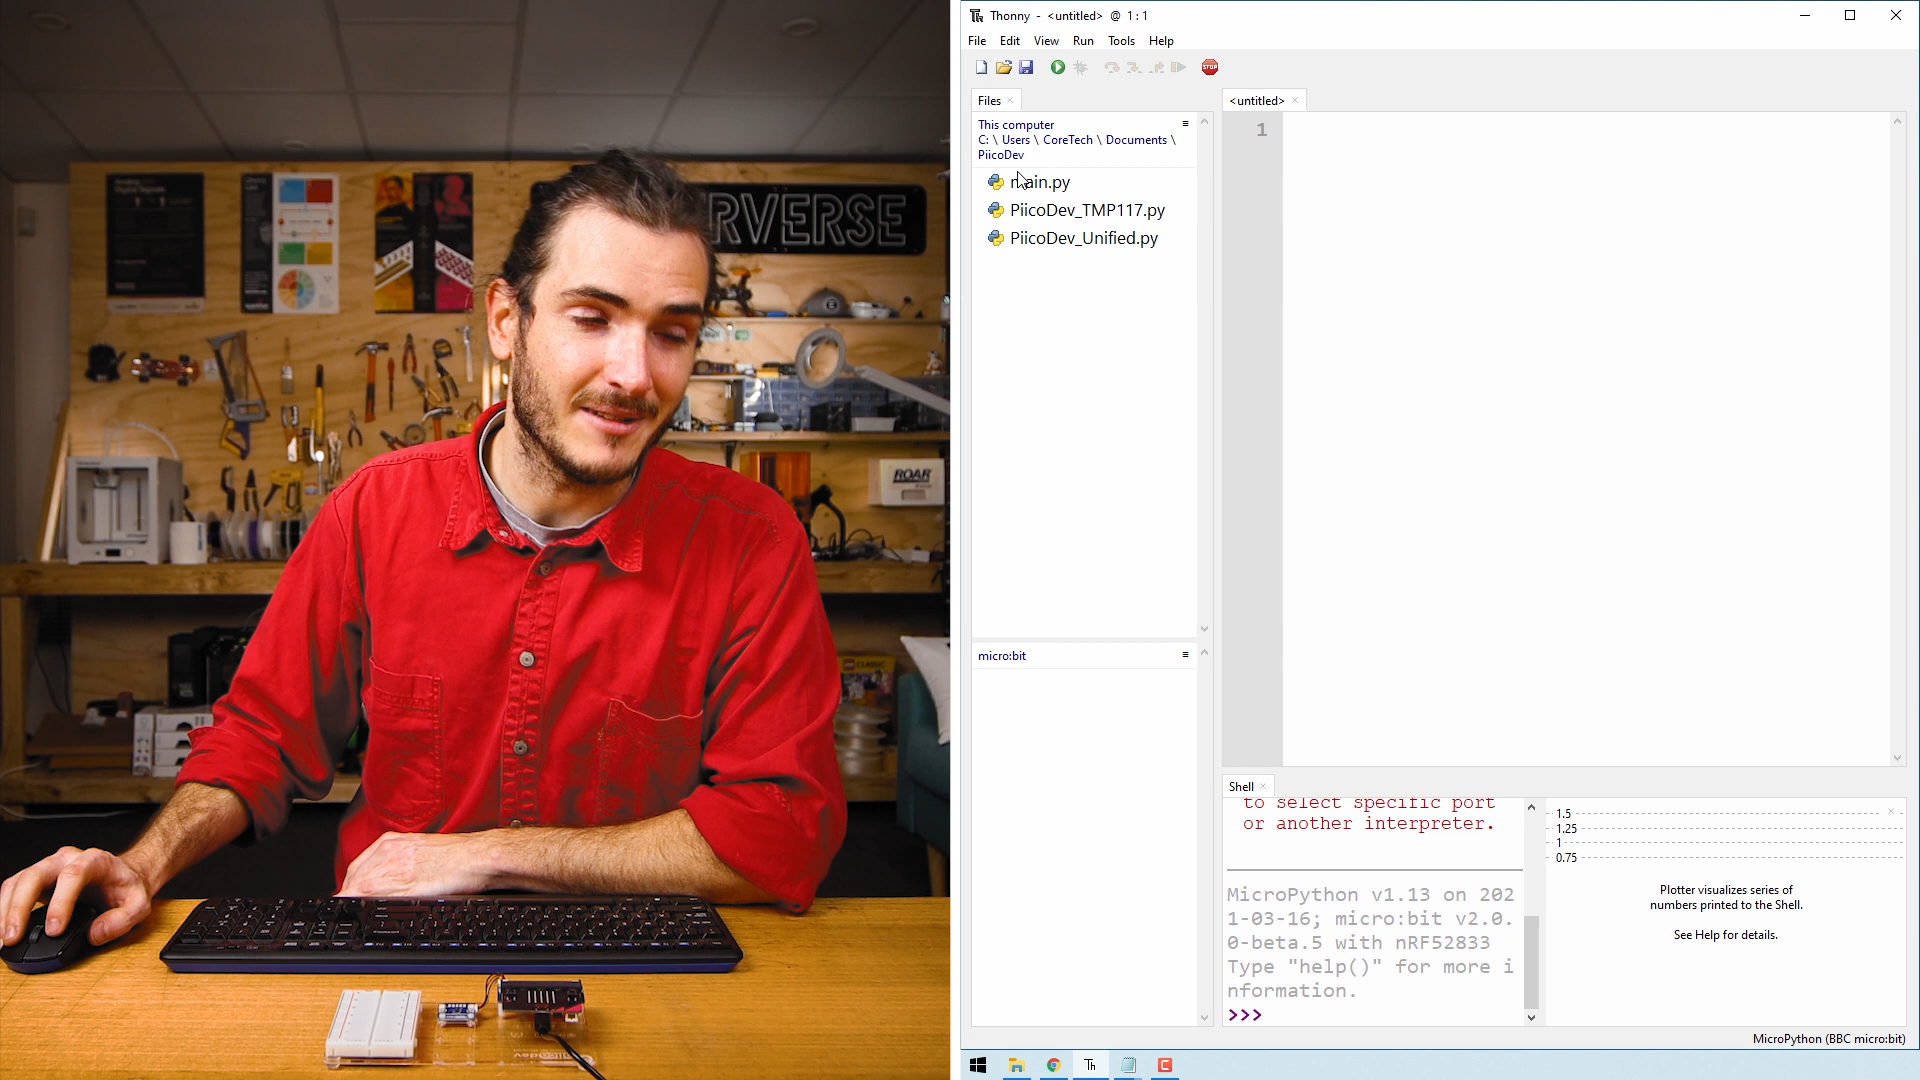 RVERSE
ROAR
LEGO CLASSIC
Thonny - <untitled> @ 1:1
File Edit View Run Tools Help
STOP
Files
<untitled>
This computer
C: \ Users \ CoreTech \ Documents \
PiicoDev
main.py
PiicoDev_TMP117.py
PiicoDev_Unified.py
1
micro:bit
Shell
to select specific port
or another interpreter.
MicroPython v1.13 on 202
1-03-16; micro:bit v2.0.
0-beta.5 with nRF52833
Type "help()" for more i
nformation.
>>>
1.5
1.25
1
0.75
Plotter visualizes series of
numbers printed to the Shell.
See Help for details.
MicroPython (BBC micro:bit)
Th